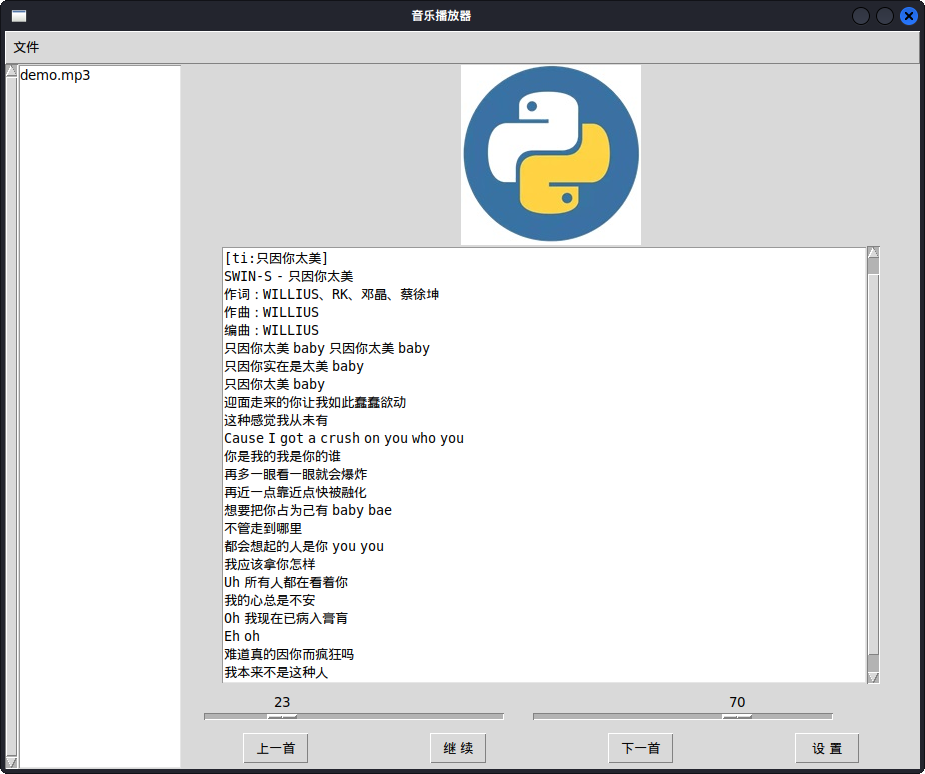 音乐播放器
文件
demo.mp3
[ti:只因你太美]
SWIN-S - 只因你太美
作词：WILLIUS、RK、邓晶、蔡徐坤
作曲：WILLIUS
编曲：WILLIUS
只因你太美 baby 只因你太美 baby
只因你实在是太美 baby
只因你太美 baby
迎面走来的你让我如此蠢蠢欲动
这种感觉我从未有
Cause I got a crush on you who you
你是我的我是你的谁
再多一眼看一眼就会爆炸
再近一点靠近点快被融化
想要把你占为己有 baby bae
不管走到哪里
都会想起的人是你 you you
我应该拿你怎样
Uh 所有人都在看着你
我的心总是不安
Oh 我现在已病入膏肓
Eh oh
难道真的因你而疯狂吗
我本来不是这种人
23
70
上一首
继 续
下一首
设 置